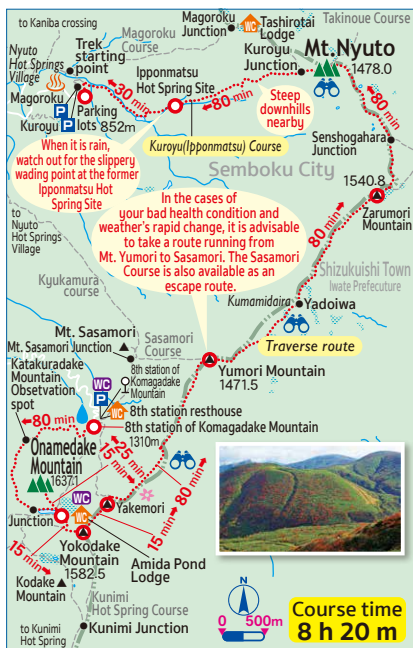 to Kaniba crossing
Magoroku
Junction
WC
Tashirotai
Lodge
Takinoue Course
Magoroku
Course
Nyuto
Hot Springs
Village
Trek
starting
point
Kuroyu
Junction
Mt.Nyuto
1478.0
Ipponmatsu
Hot Spring Site
30 min
80 min
Magoroku
P
Parking
Kuroyu
P
lots
852m
Steep
downhills
nearby
80 min
Kuroyu(Ipponmatsu) Course
Senshogahara
Junction
When it is rain,
watch out for the slippery
wading point at the former
Ipponmatsu Hot
Spring Site
Semboku City
1540.8
Zarumori
Mountain
In the cases of
your bad health condition and
weather's rapid change, it is advisable
to take a route running from
Mt. Yumori to Sasamori. The Sasamori
Course is also available as an
escape route.
to
Nyuto
Hot Springs
Village
80 min
Shizukuishi Town
Iwate Prefecuture
Kyukamura
course
Kumamidaira
Yadoiwa
Traverse route
Mt. Sasamori
Mt. Sasamori Junction
Sasamori
Course
Katakuradake
Mountain
Obsetvation
spot
WC
P
8th station of
Komagadake
Mountain
WC
8th station resthouse
8th station of Komagadake Mountain
1310m
Yumori Mountain
1471.5
80 min
25 min
15 min
Onamedake
Mountain
1637.1
80 min
WC
Yakemori
WC
Junction
15 min
15 min
Yokodake
Mountain
1582.5
Amida Pond
Lodge
Kodake
Mountain
Kunimi
Hot Spring Course
to Kunimi
Hot Spring
Kunimi Junction
N
0 500m
Course time
8 h 20 m